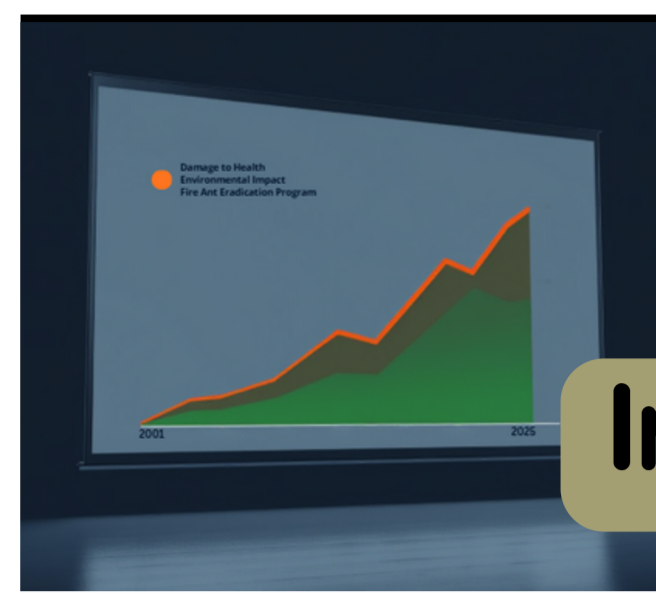 Damage to Health
Environmental Impact
Fire Ant Eradication Program
2001
2025